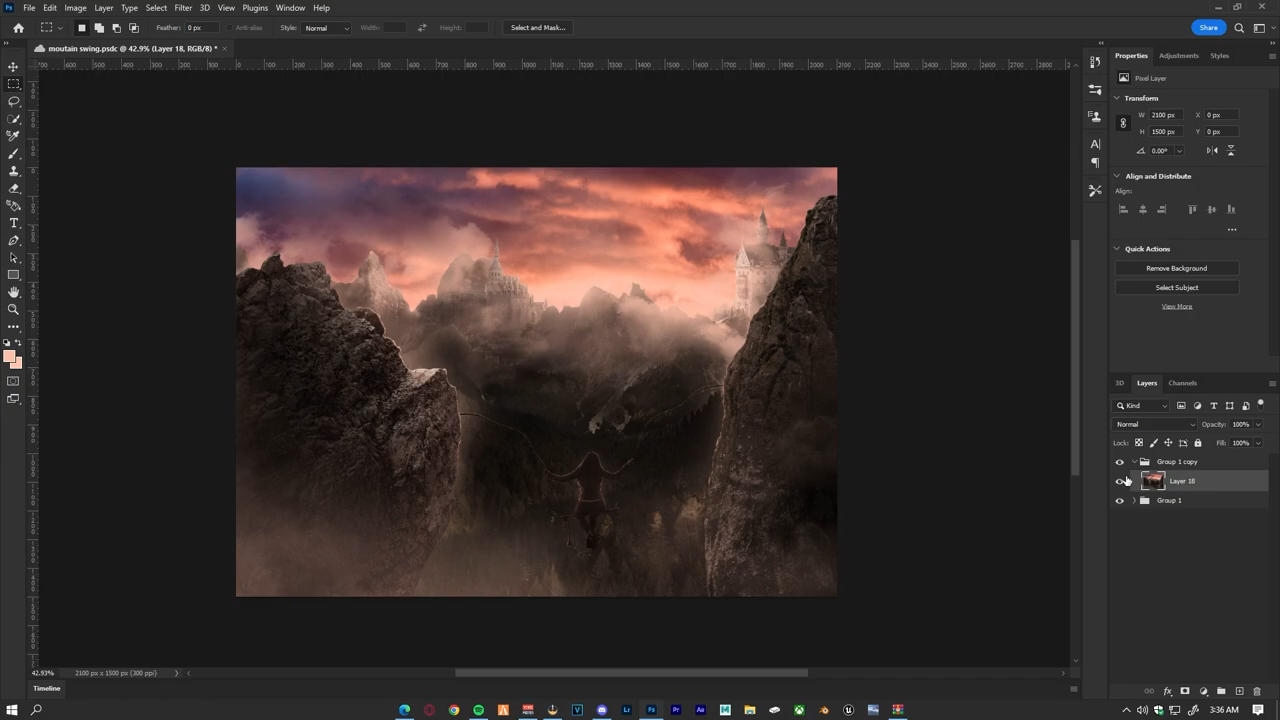 File Edit Image Layer Type Select Filter 3D View Plugins Window Help
Feather: 0 px Anti-alias Style: Normal Width: Height: Select and Mask... Share
moutain swing.psdc @ 42.9% (Layer 18, RGB/8) *
Properties Adjustments Styles
Pixel Layer
Transform
W 2100 px X 0 px
H 1500 px Y 0 px
0.00°
Align and Distribute
Align:
Quick Actions
Remove Background
Select Subject
View More
3D Layers Channels
Kind
Normal Opacity: 100%
Lock: Fill: 100%
Group 1 copy
Layer 18
Group 1
42.93% 2100 px x 1500 px (300 ppi)
Timeline
3:36 AM